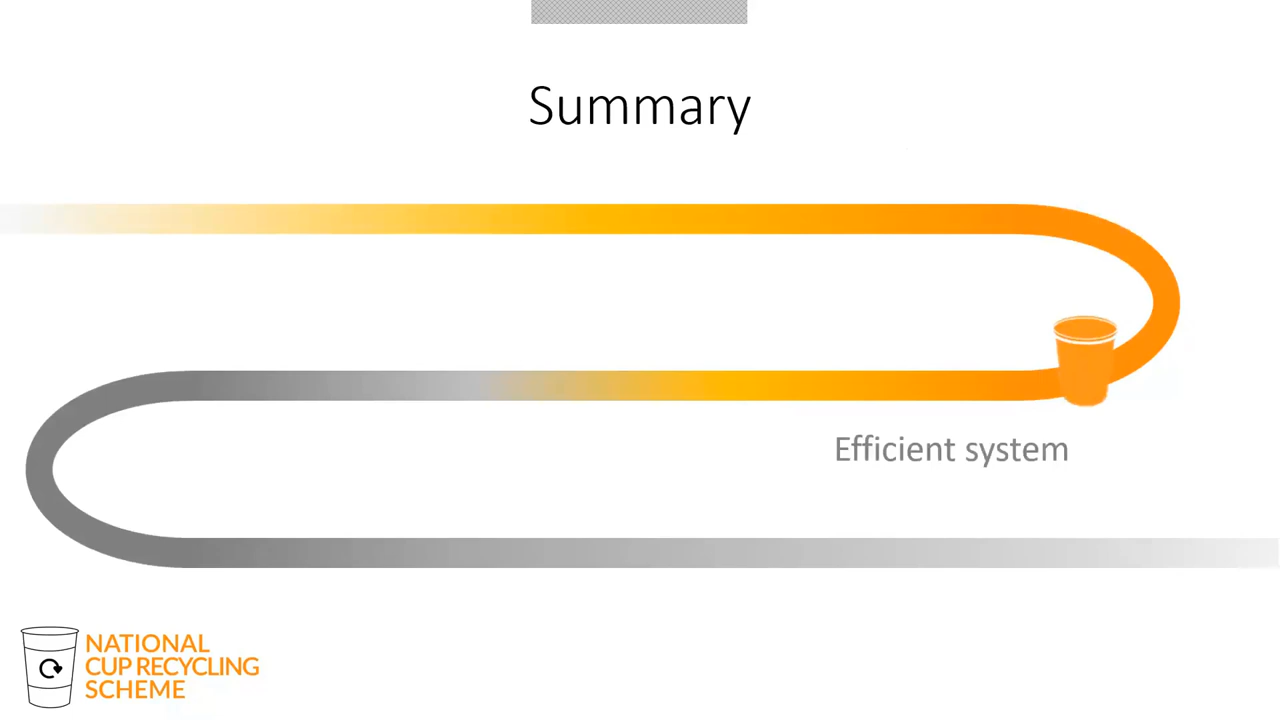 Summary
Efficient system
NATIONAL
CUP RECYCLING
SCHEME